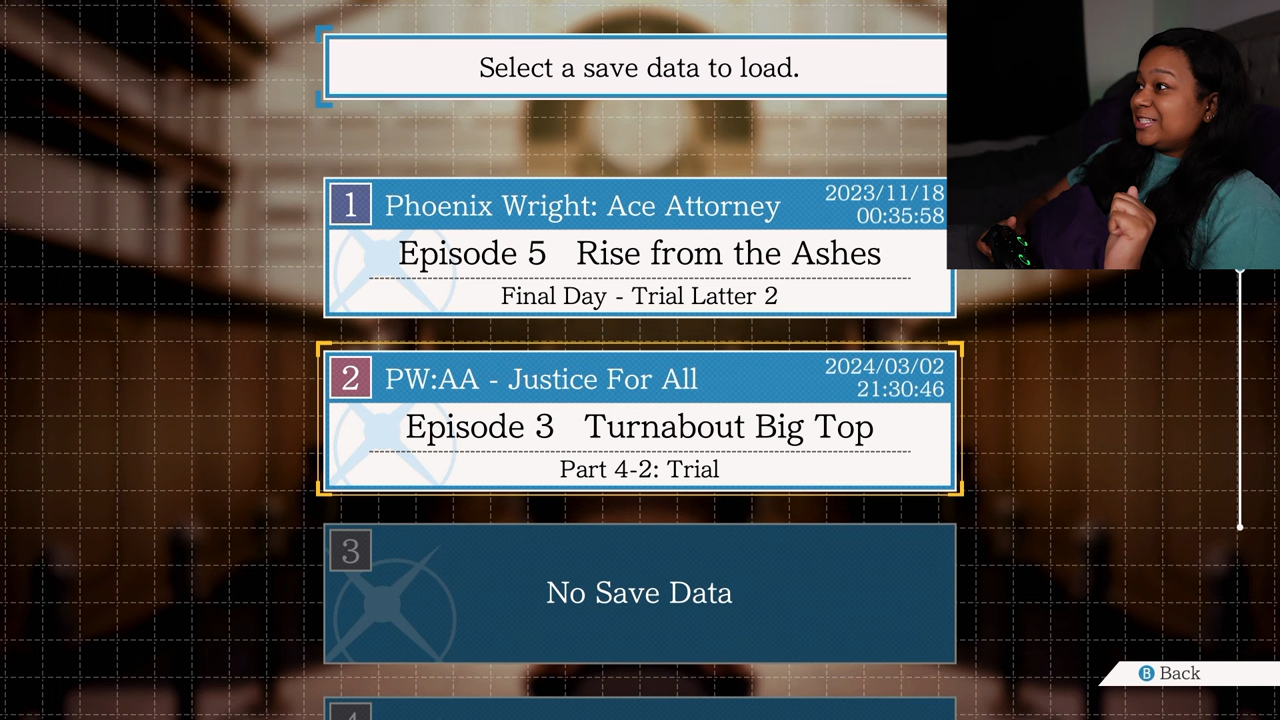 Select a save data to load.
1 Phoenix Wright: Ace Attorney 2023/11/18
00:35:58
Episode 5 Rise from the Ashes
Final Day - Trial Latter 2
2 PW:AA - Justice For All 2024/03/02
21:30:46
Episode 3 Turnabout Big Top
Part 4-2: Trial
3
No Save Data
B Back
4